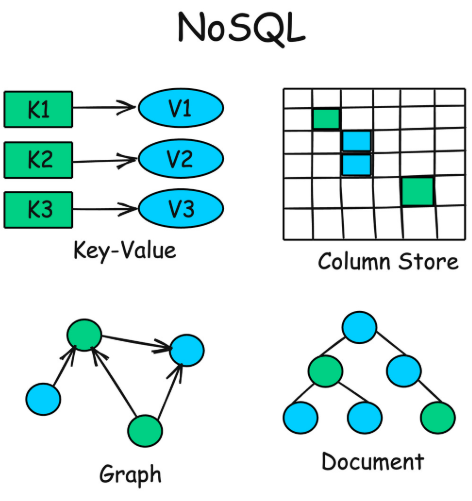 NoSQL
K1 V1
K2 V2
K3 V3
Key-Value
Column Store
Graph
Document